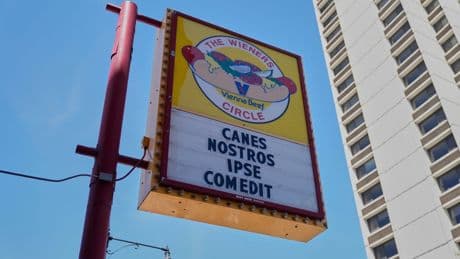 THE WIENER'S
V
Vienna Beef
CIRCLE
CANES
NOSTROS
IPSE
COMEDIT